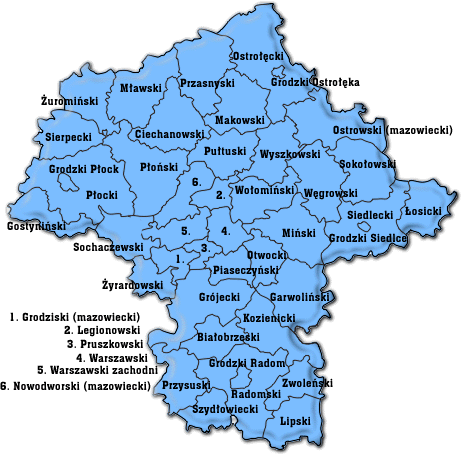 Ostrołęcki
Grodzki Ostrołęka
Przasnyski
Mławski
Żuromiński
Makowski
Ciechanowski
Ostrowski (mazowiecki)
Sierpecki
Pułtuski
Wyszkowski
Sokołowski
Grodzki Płock
Płoński
6.
Wołomiński
Węgrowski
Płocki
2.
Łosicki
Siedlecki
Gostyniński
5.
4.
Miński
Grodzki Siedlce
Sochaczewski
3.
Otwocki
1.
Piaseczyński
Żyrardowski
Grójecki
Garwoliński
Kozienicki
1. Grodziski (mazowiecki)
2. Legionowski
3. Pruszkowski
4. Warszawski
5. Warszawski zachodni
6. Nowodworski (mazowiecki)
Białobrzeski
Grodzki Radom
Przysuski
Zwoleński
Radomski
Szydłowiecki
Lipski